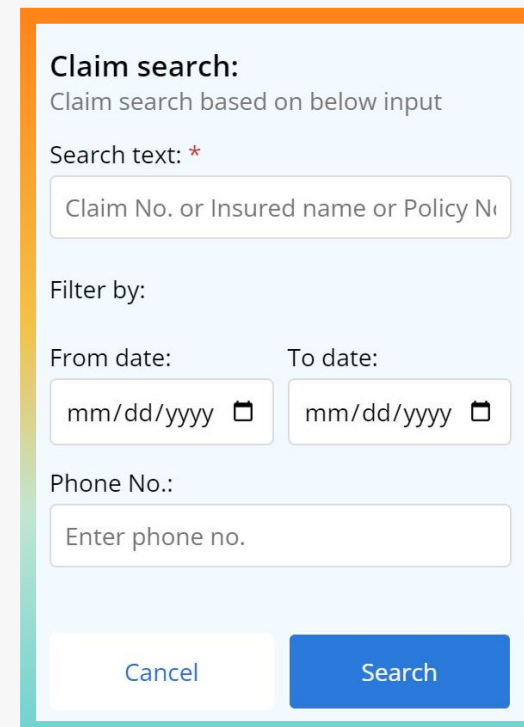 Claim search:
Claim search based on below input
Search text: *
Claim No. or Insured name or Policy N
Filter by:
From date: To date:
mm/dd/yyyy mm/dd/yyyy
Phone No.:
Enter phone no.
Cancel Search